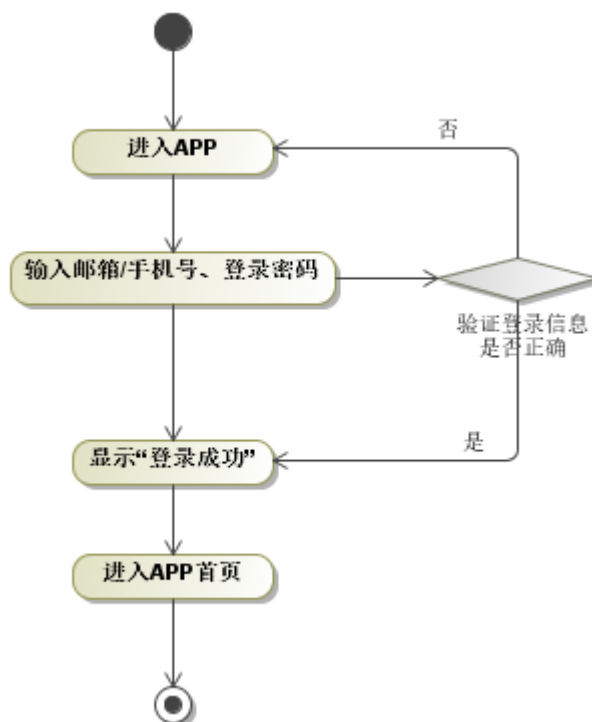 进入APP
否
输入邮箱/手机号、登录密码
验证登录信息
是否正确
是
显示“登录成功”
进入APP首页